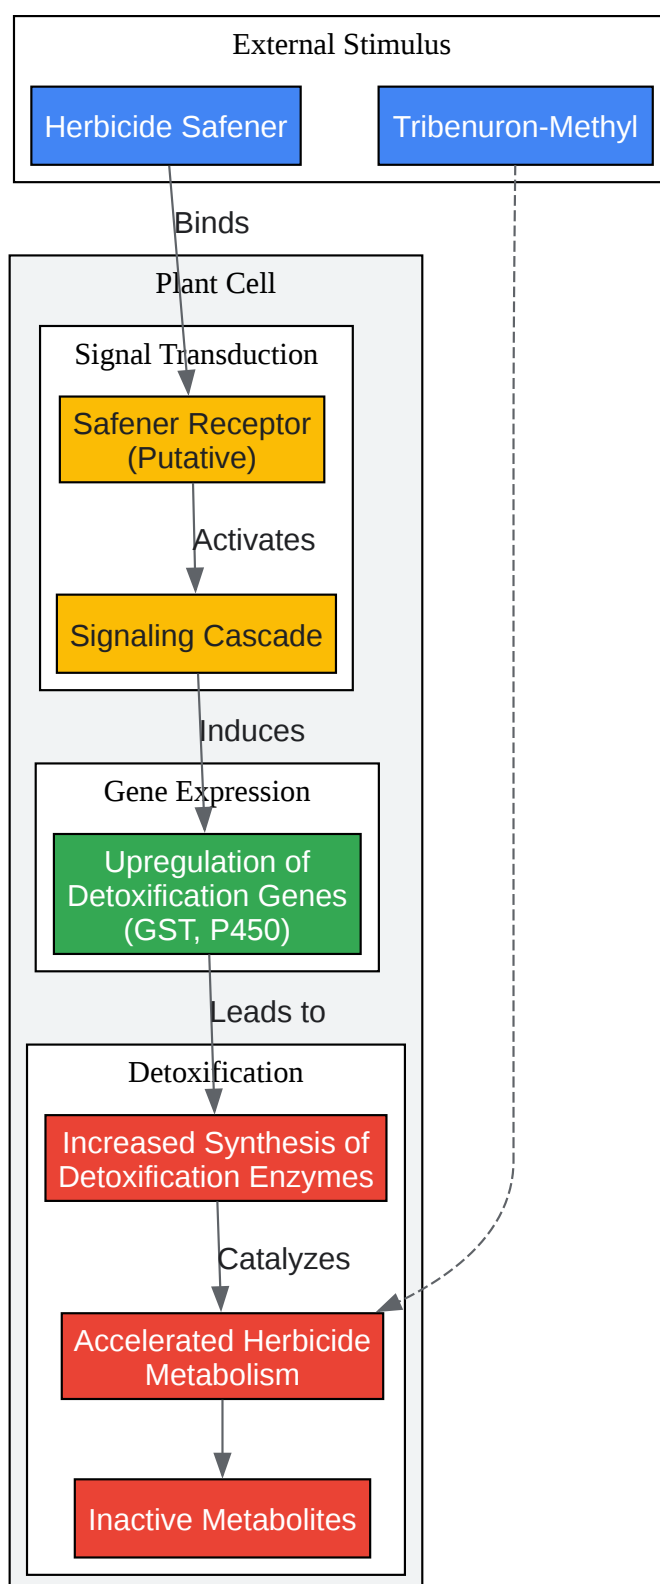 External Stimulus
Herbicide Safener
Tribenuron-Methyl
Binds
Plant Cell
Signal Transduction
Safener Receptor
(Putative)
Activates
Signaling Cascade
Induces
Gene Expression
Upregulation of
Detoxification Genes
(GST, P450)
Leads to
Detoxification
Increased Synthesis of
Detoxification Enzymes
Catalyzes
Accelerated Herbicide
Metabolism
Inactive Metabolites